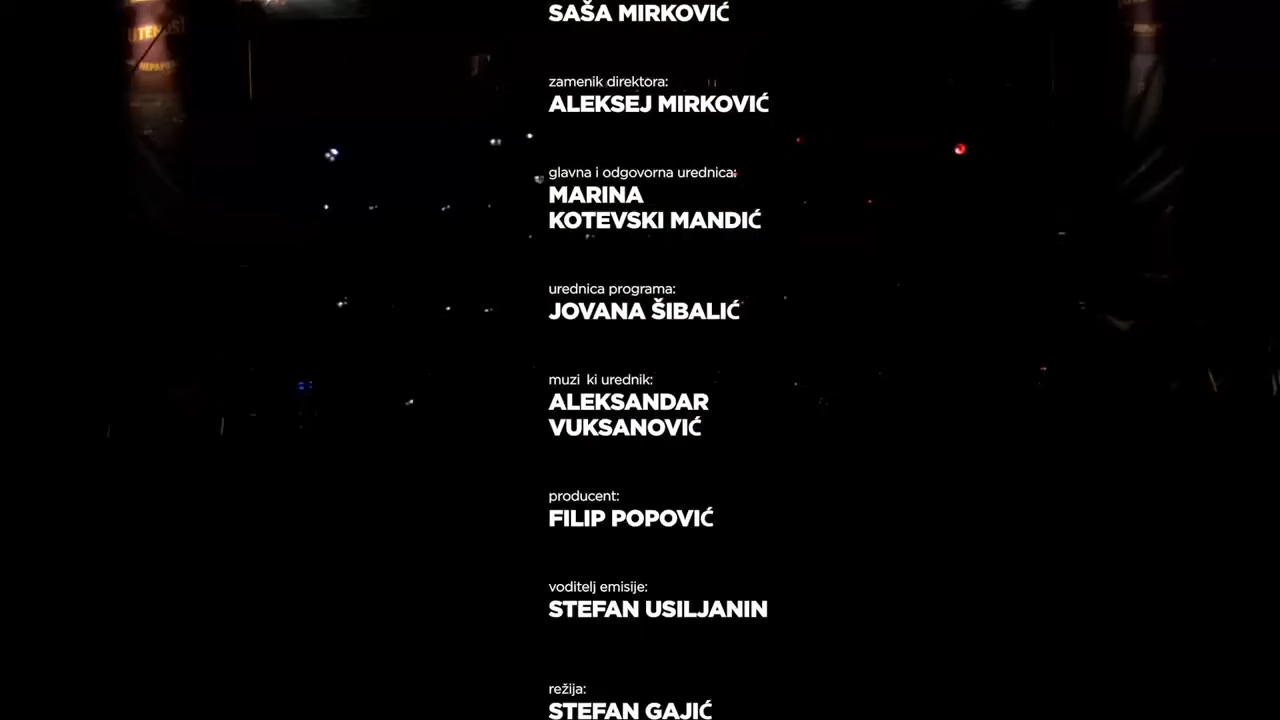 UTEHUS!
SAŠA MIRKOVIĆ
zamenik direktora:
ALEKSEJ MIRKOVIĆ
glavna i odgovorna urednica:
MARINA
KOTEVSKI MANDIĆ
urednica programa:
JOVANA ŠIBALIĆ
muzi ki urednik:
ALEKSANDAR
VUKSANOVIĆ
producent:
FILIP POPOVIĆ
voditelj emisije:
STEFAN USILJANIN
režija:
STEFAN GAJIĆ